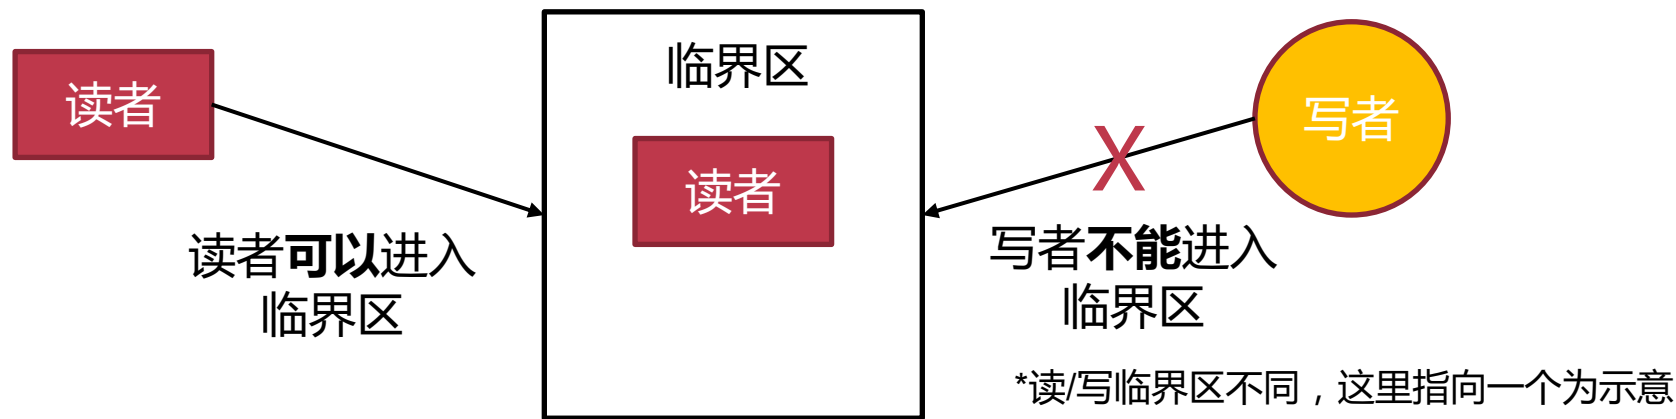 读者
读者可以进入
临界区
临界区
读者
写者
X
写者不能进入
临界区
*读/写临界区不同，这里指向一个为示意